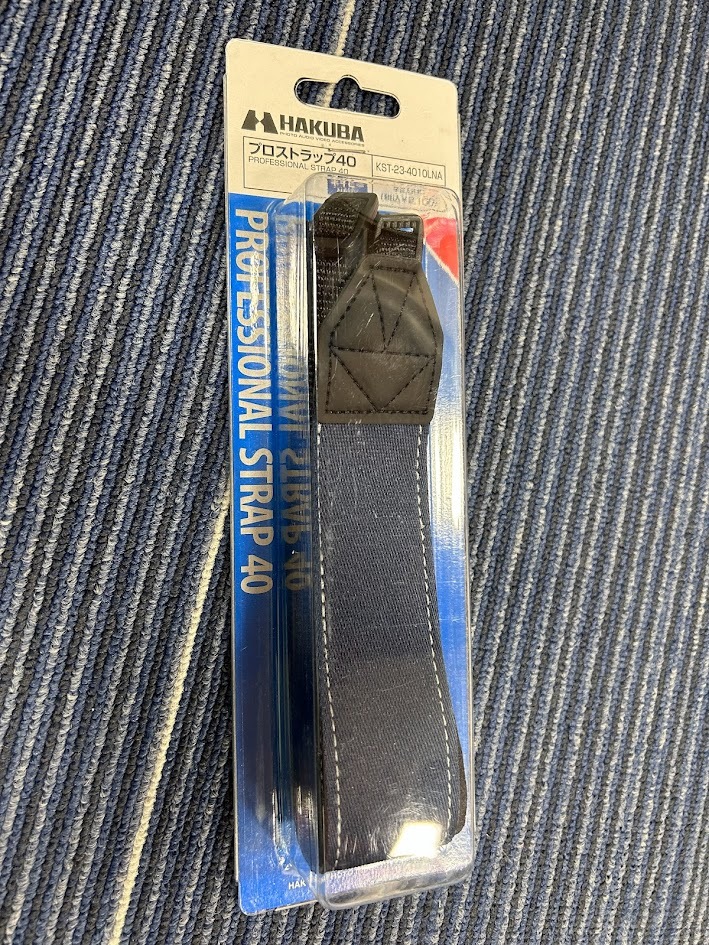 HAKUBA
PHOTO AUDIO VIDEO ACCESSORIES
プロストラップ40
PROFESSIONAL STRAP 40
KST-23-4010LNA
PROFESSIONAL STRAP 40
HAK